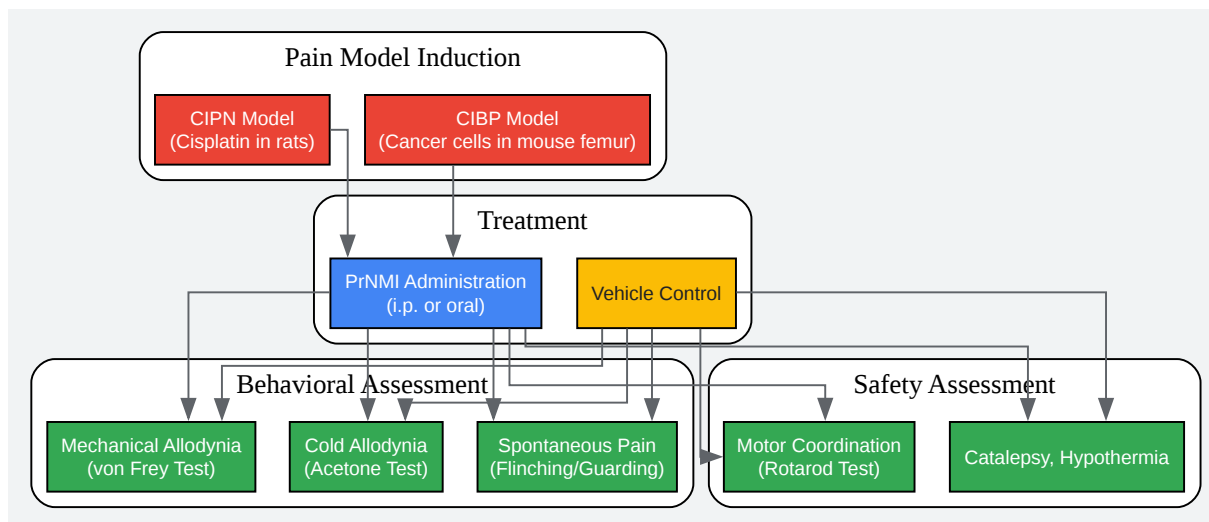 Pain Model Induction
CIPN Model
(Cisplatin in rats)
CIBP Model
(Cancer cells in mouse femur)
Treatment
PrNMI Administration
(i.p. or oral)
Vehicle Control
Behavioral Assessment
Mechanical Allodynia
(von Frey Test)
Cold Allodynia
(Acetone Test)
Spontaneous Pain
(Flinching/Guarding)
Safety Assessment
Motor Coordination
(Rotarod Test)
Catalepsy, Hypothermia